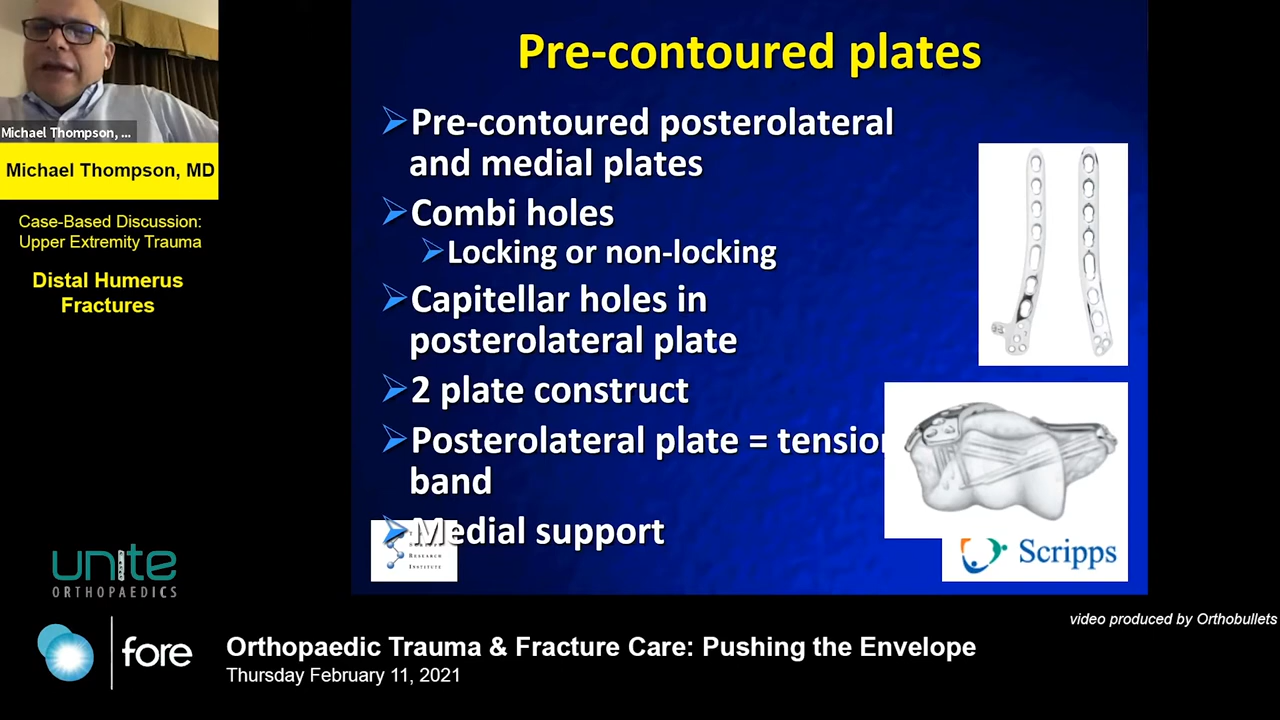 Michael Thompson, ...
Michael Thompson, MD
Case-Based Discussion:
Upper Extremity Trauma
Distal Humerus
Fractures
Pre-contoured plates
Pre-contoured posterolateral
and medial plates
Combi holes
Locking or non-locking
Capitellar holes in
posterolateral plate
2 plate construct
Posterolateral plate = tension
band
Medial support
RESEARCH
INSTITUTE
Scripps
unite
ORTHOPAEDICS
fore
video produced by Orthobullets
Orthopaedic Trauma & Fracture Care: Pushing the Envelope
Thursday February 11, 2021